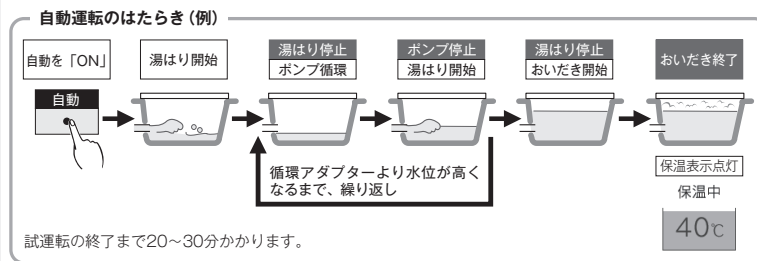 自動運転のはたらき（例）
自動を「ON」
自動
湯はり開始
湯はり停止
ポンプ循環
ポンプ停止
湯はり開始
湯はり停止
おいだき開始
おいだき終了
循環アダプターより水位が高く
なるまで、繰り返し
保温表示点灯
保温中
40℃
試運転の終了まで20～30分かかります。